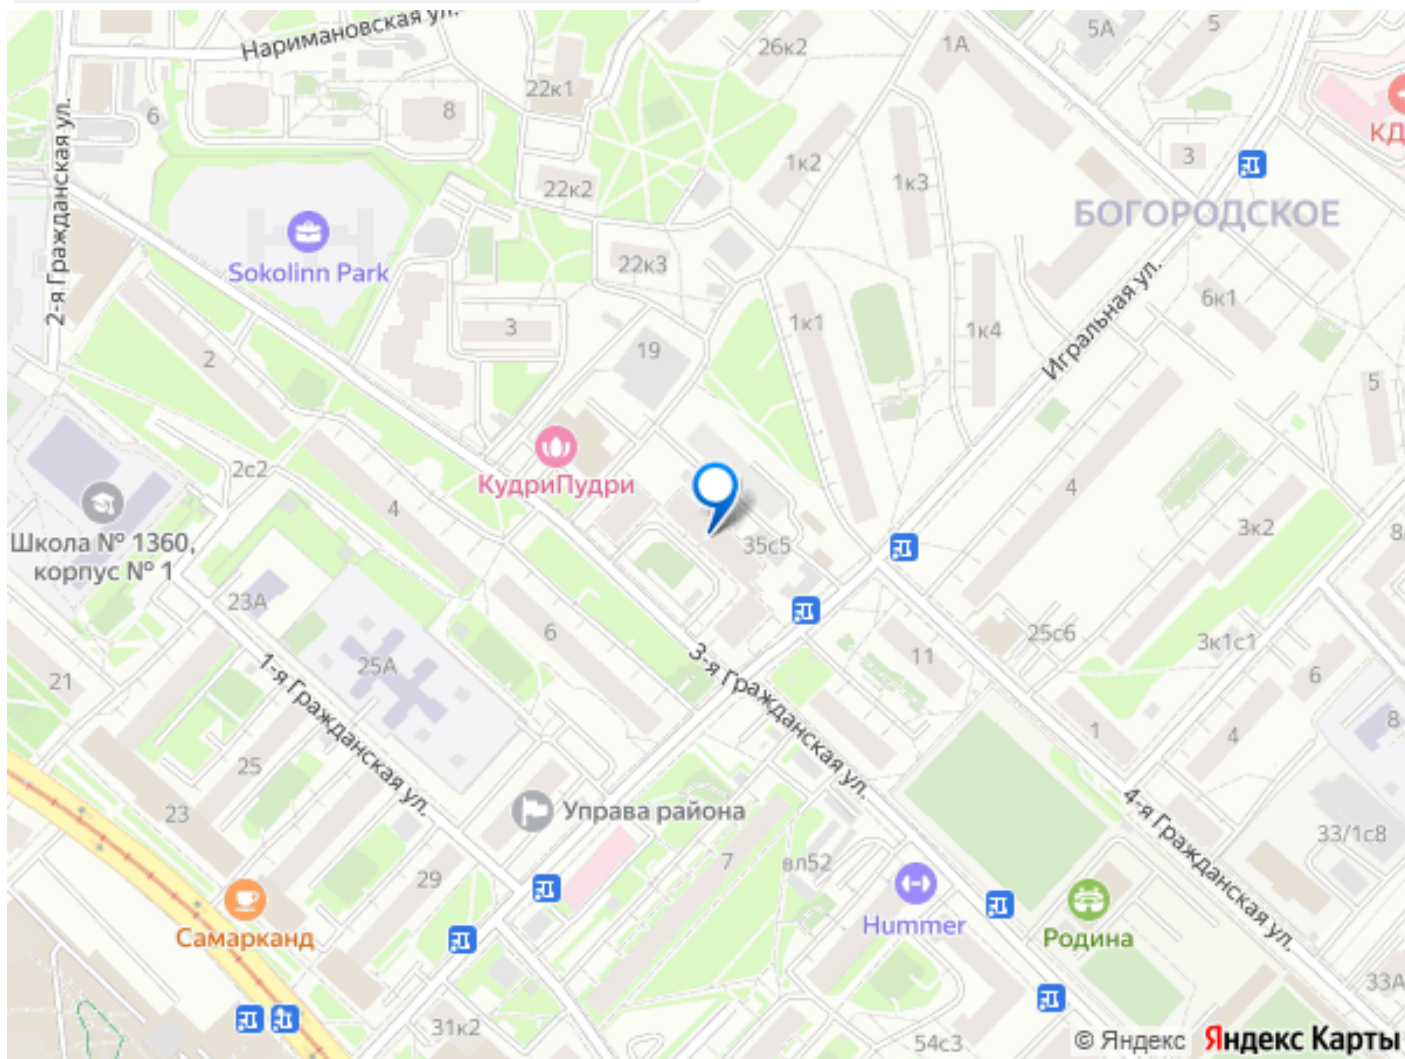 Наримановская ул.
26к2
1А
5А
5
22к1
6
8
2-я Гражданская ул.
3
КД
1к2
22к2
1к3
БОГОРОДСКОЕ
Sokolinn Park
22к3
6к1
3
1к1
1к4
Игральная ул.
2
19
5
2с2
КудриПудри
4
4
Школа № 1360,
корпус № 1
35с5
3к2
23А
6
25с6
3к1с1
11
25А
3-я Гражданская ул.
6
21
1-я Гражданская ул.
1
4
8
25
23
Управа района
4-я Гражданская ул.
33/1с8
7
вл52
29
Hummer
Самарканд
Родина
33А
31к2
54с3
© Яндекс Яндекс Карты